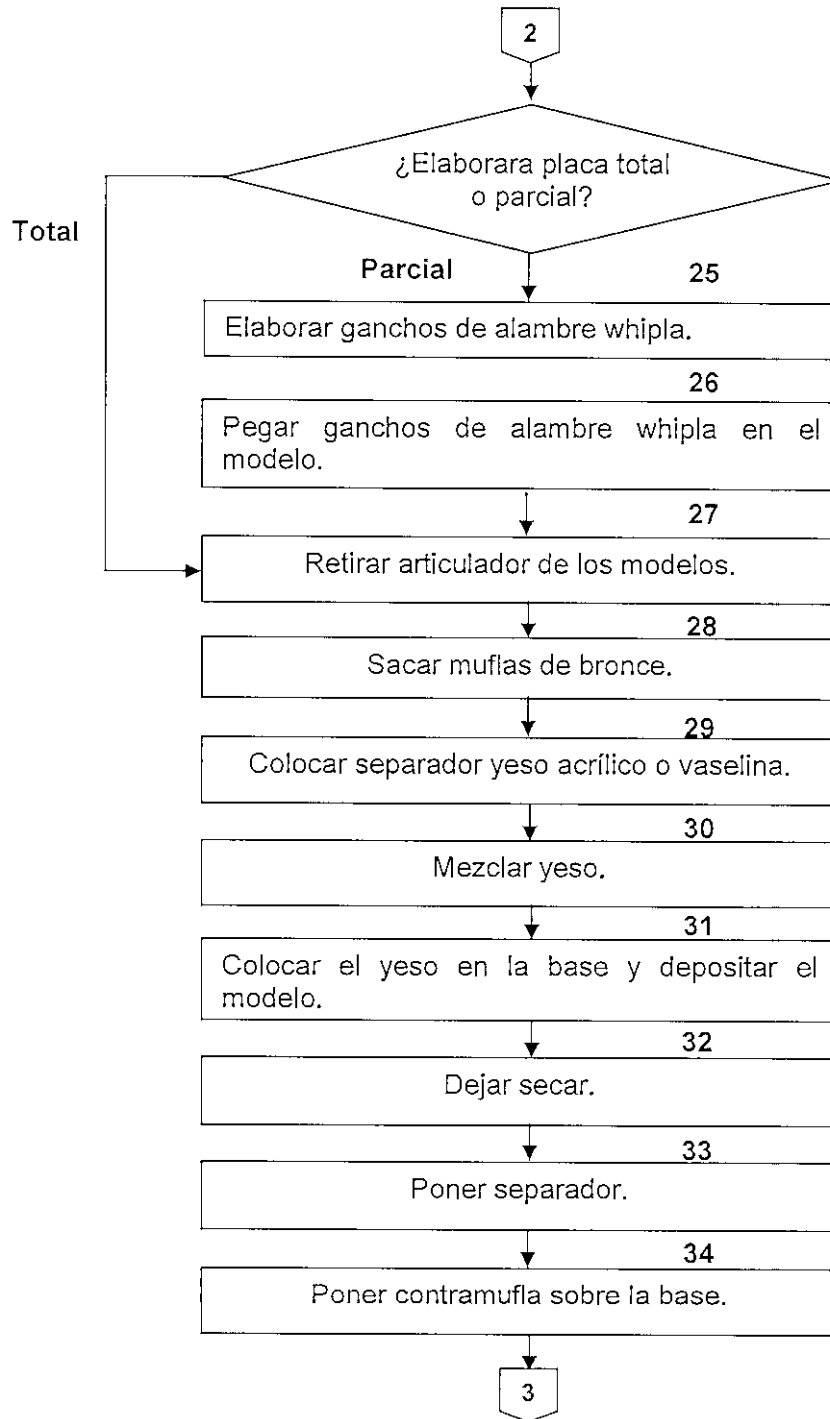 2
¿Elaborara placa total
o parcial?
Total
Parcial
25
Elaborar ganchos de alambre whipla.
26
Pegar ganchos de alambre whipla en el
modelo.
27
Retirar articulador de los modelos.
28
Sacar muflas de bronce.
29
Colocar separador yeso acrílico o vaselina.
30
Mezclar yeso.
31
Colocar el yeso en la base y depositar el
modelo.
32
Dejar secar.
33
Poner separador.
34
Poner contramufla sobre la base.
3